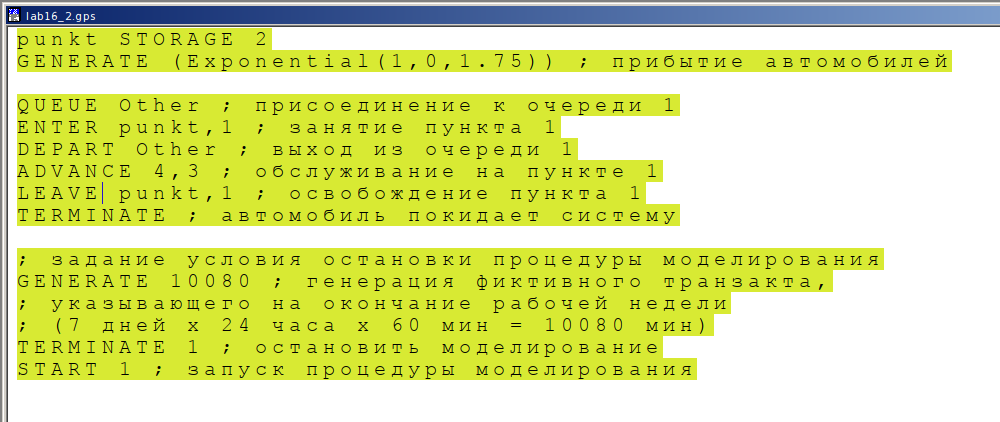 lab16_2.gps
punkt STORAGE 2
GENERATE (Exponential(1,0,1.75)) ; прибытие автомобилей
QUEUE Other ; присоединение к очереди 1
ENTER punkt,1 ; занятие пункта 1
DEPART Other ; выход из очереди 1
ADVANCE 4,3 ; обслуживание на пункте 1
LEAVE punkt,1 ; освобождение пункта 1
TERMINATE ; автомобиль покидает систему
; задание условия остановки процедуры моделирования
GENERATE 10080 ; генерация фиктивного транзакта,
; указывающего на окончание рабочей недели
; (7 дней х 24 часа х 60 мин = 10080 мин)
TERMINATE 1 ; остановить моделирование
START 1 ; запуск процедуры моделирования